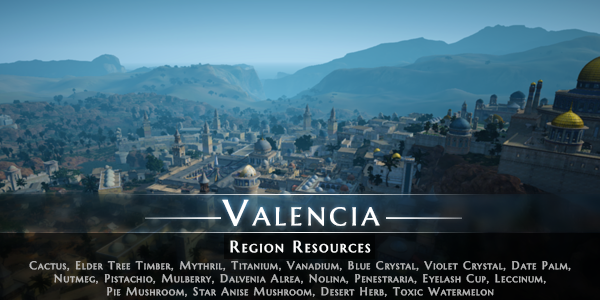 Valencia
Region Resources
Cactus, Elder Tree Timber, Mythril, Titanium, Vanadium, Blue Crystal, Violet Crystal, Date Palm,
Nutmeg, Pistachio, Mulberry, Dalvenia Alrea, Nolina, Penestraria, Eyelash Cup, Leccinum,
Pie Mushroom, Star Anise Mushroom, Desert Herb, Toxic Watermelon